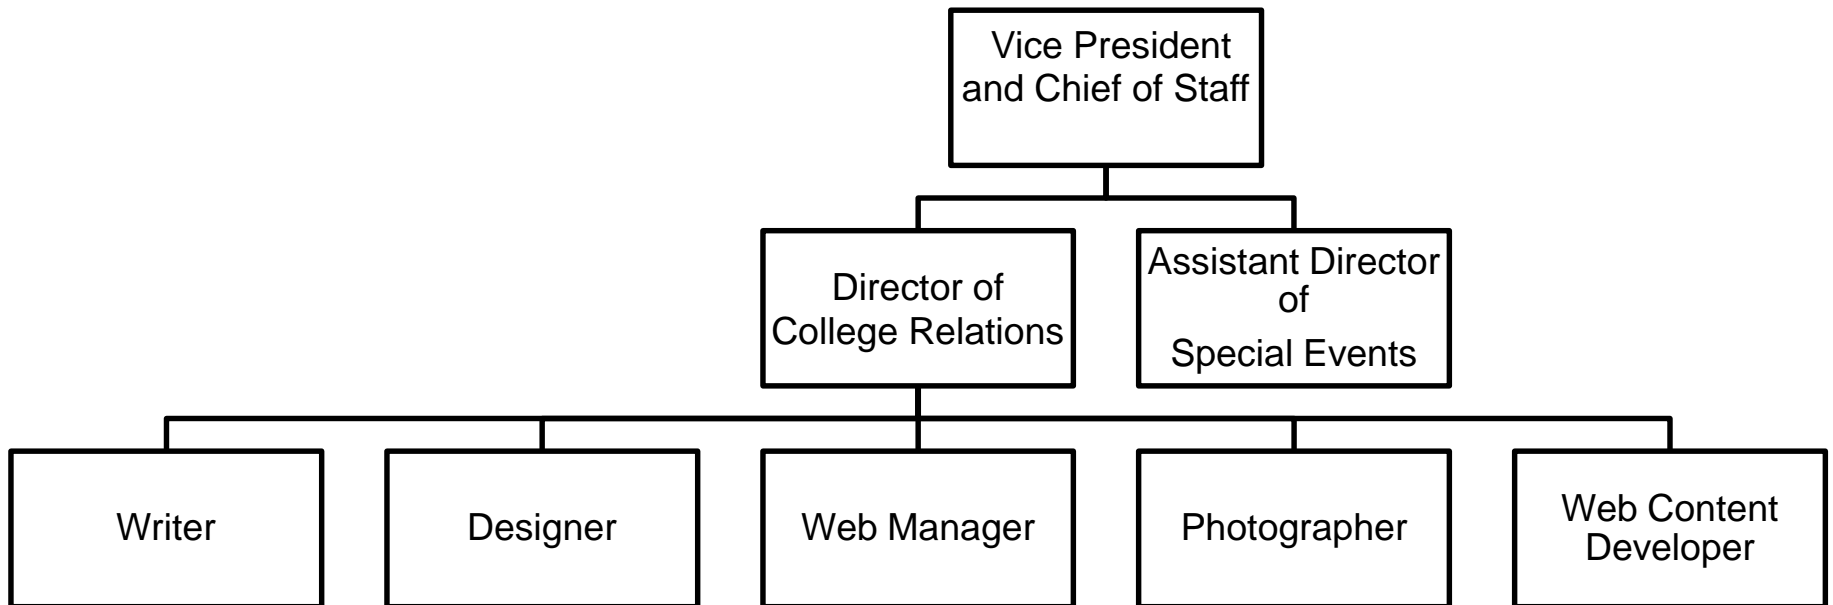 Vice President
and Chief of Staff
Director of
College Relations
Assistant Director
of
Special Events
Writer
Designer
Web Manager
Photographer
Web Content
Developer